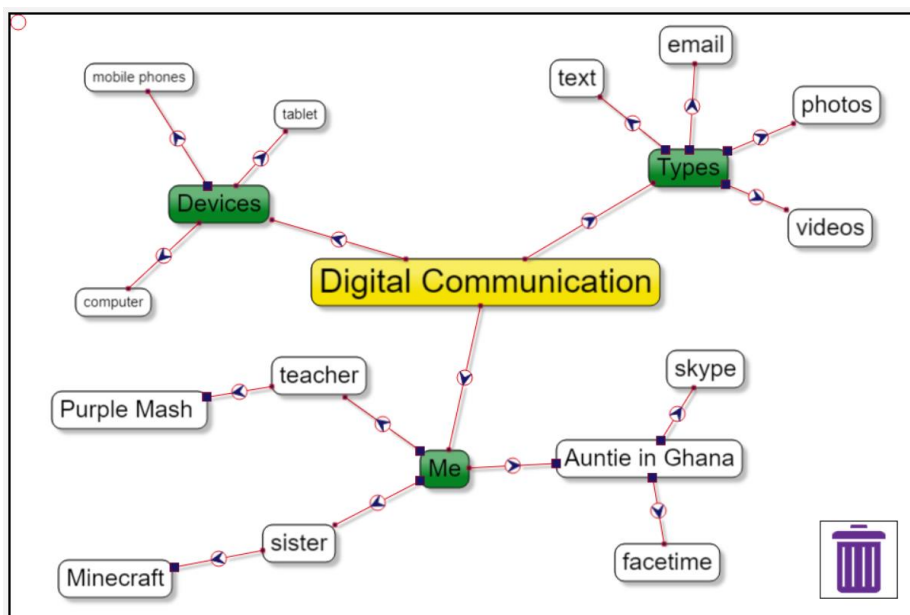 email
text
mobile phones
photos
tablet
Types
Devices
videos
Digital Communication
computer
skype
teacher
Purple Mash
Auntie in Ghana
Me
sister
facetime
Minecraft